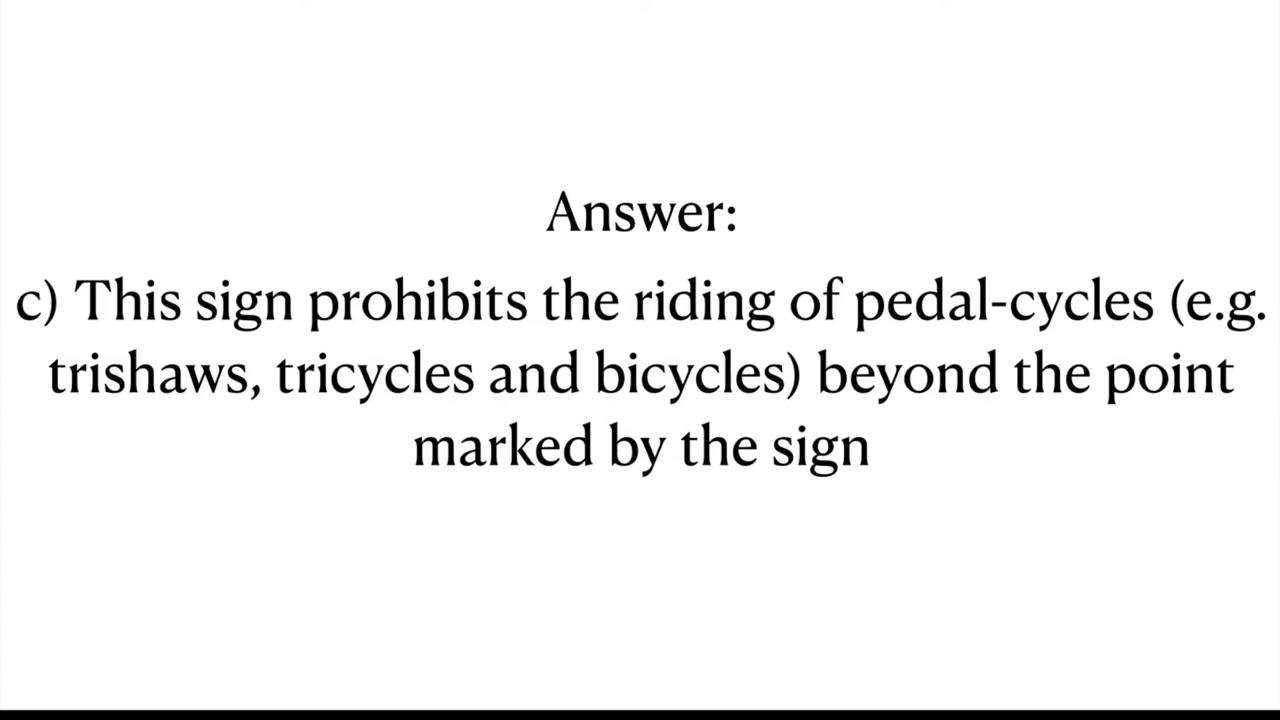 Answer:
c) This sign prohibits the riding of pedal-cycles (e.g.
trishaws, tricycles and bicycles) beyond the point
marked by the sign